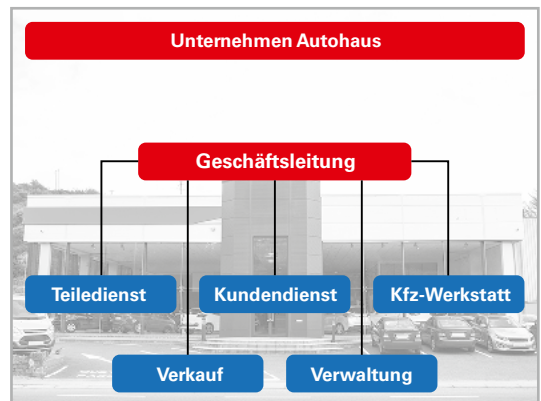 Unternehmen Autohaus
Geschäftsleitung
Teiledienst
Kundendienst
Kfz-Werkstatt
Verkauf
Verwaltung